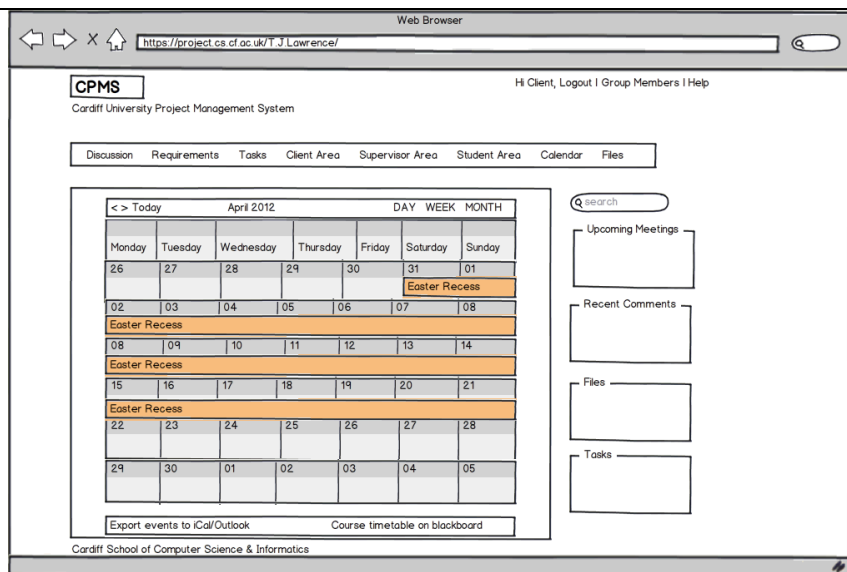 Web Browser
https://project.cs.cf.ac.uk/T.J.Lawrence/
CPMS
Hi Client, Logout | Group Members | Help
Cardiff University Project Management System
Discussion Requirements Tasks Client Area Supervisor Area Student Area Calendar Files
< > Today April 2012 DAY WEEK MONTH
Monday Tuesday Wednesday Thursday Friday Saturday Sunday
26 27 28 29 30 31 01
Easter Recess
02 03 04 05 06 07 08
Easter Recess
08 09 10 11 12 13 14
Easter Recess
15 16 17 18 19 20 21
Easter Recess
22 23 24 25 26 27 28
29 30 01 02 03 04 05
Export events to iCal/Outlook Course timetable on blackboard
search
Upcoming Meetings
Recent Comments
Files
Tasks
Cardiff School of Computer Science & Informatics